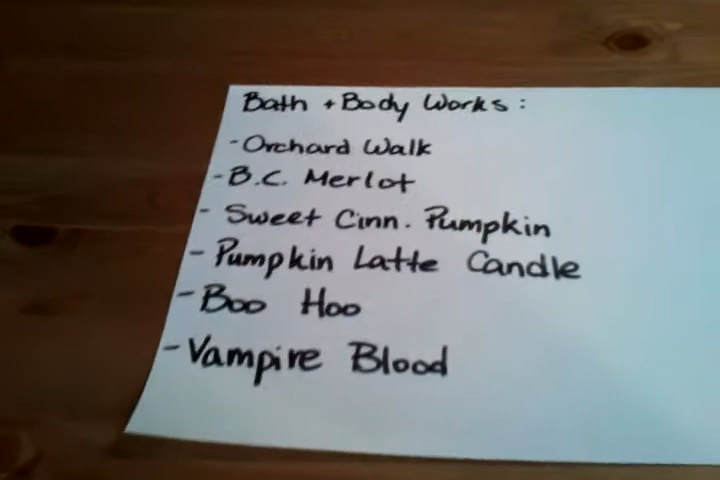 Bath + Body Works:
- Orchard Walk
- B.C. Merlot
- Sweet Cinn. Pumpkin
- Pumpkin Latte Candle
- Boo Hoo
- Vampire Blood